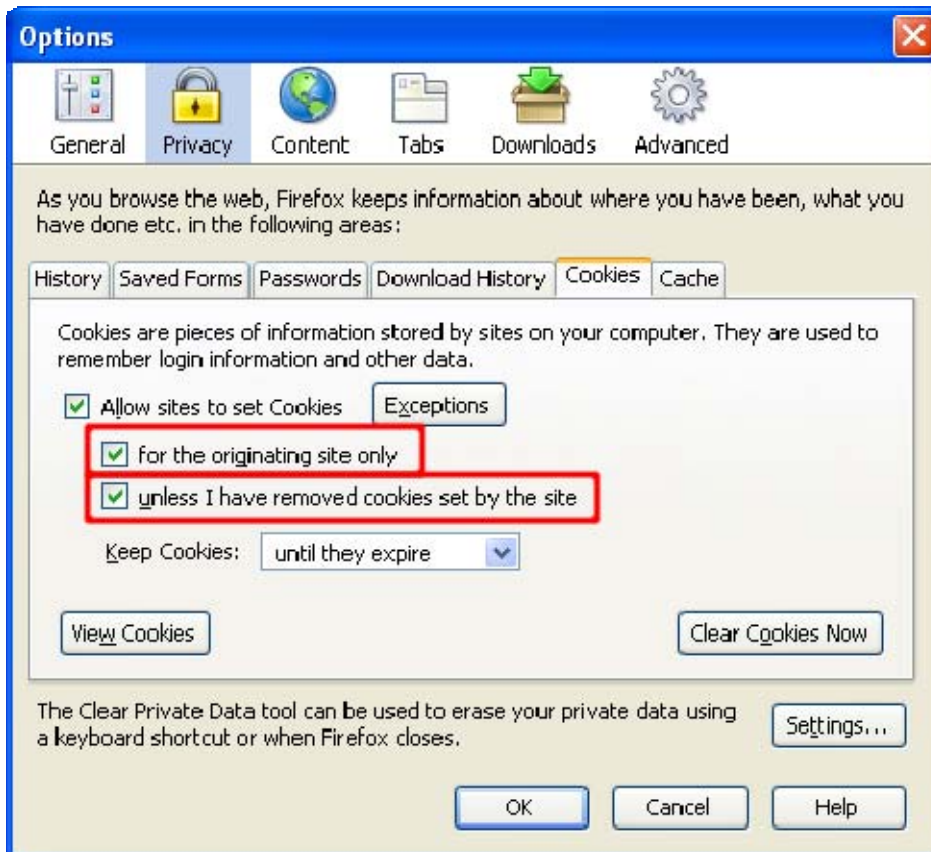 Options
General Privacy Content Tabs Downloads Advanced
As you browse the web, Firefox keeps information about where you have been, what you
have done etc. in the following areas:
History Saved Forms Passwords Download History Cookies Cache
Cookies are pieces of information stored by sites on your computer. They are used to
remember login information and other data.
Allow sites to set Cookies Exceptions
for the originating site only
unless I have removed cookies set by the site
Keep Cookies: until they expire
View Cookies Clear Cookies Now
The Clear Private Data tool can be used to erase your private data using
a keyboard shortcut or when Firefox closes.
Settings...
OK Cancel Help